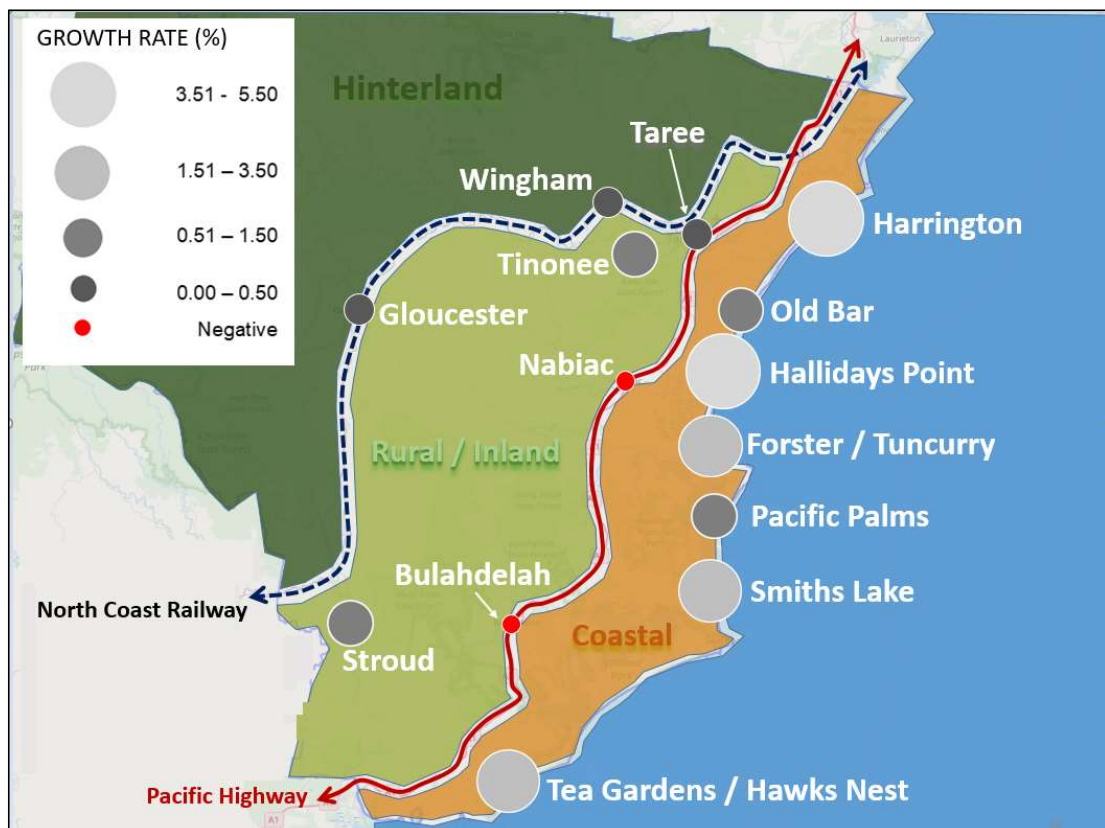 GROWTH RATE (%)
3.51 - 5.50
1.51 – 3.50
0.51 – 1.50
0.00 – 0.50
Negative
Laurieton
Hinterland
Taree
Wingham
Harrington
Tinonee
Gloucester
Old Bar
Nabiac
Hallidays Point
Rural / Inland
Forster / Tuncurry
Pacific Palms
Bulahdelah
Smiths Lake
North Coast Railway
Coastal
Stroud
Tea Gardens / Hawks Nest
Pacific Highway
A1